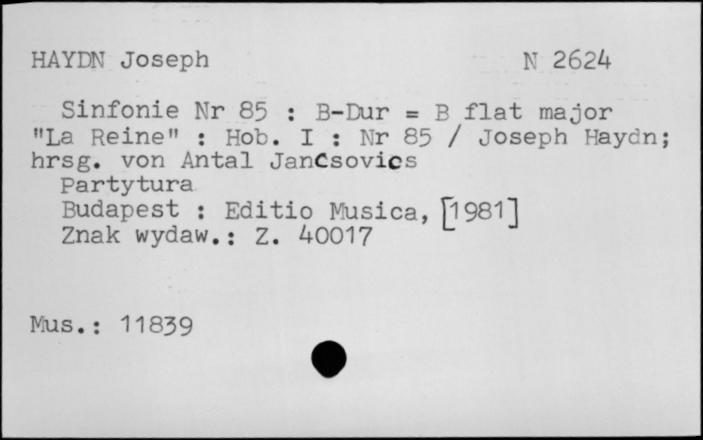 HAYDN Joseph N 2624
Sinfonie Nr 85 : B-Dur = B flat major
"La Reine" : Hob. I : Nr 85 / Joseph Haydn;
hrsg. von Antal Jancsovics
Partytura
Budapest : Editio Musica, [1981]
Znak wydaw.: Z. 40017
Mus.: 11839